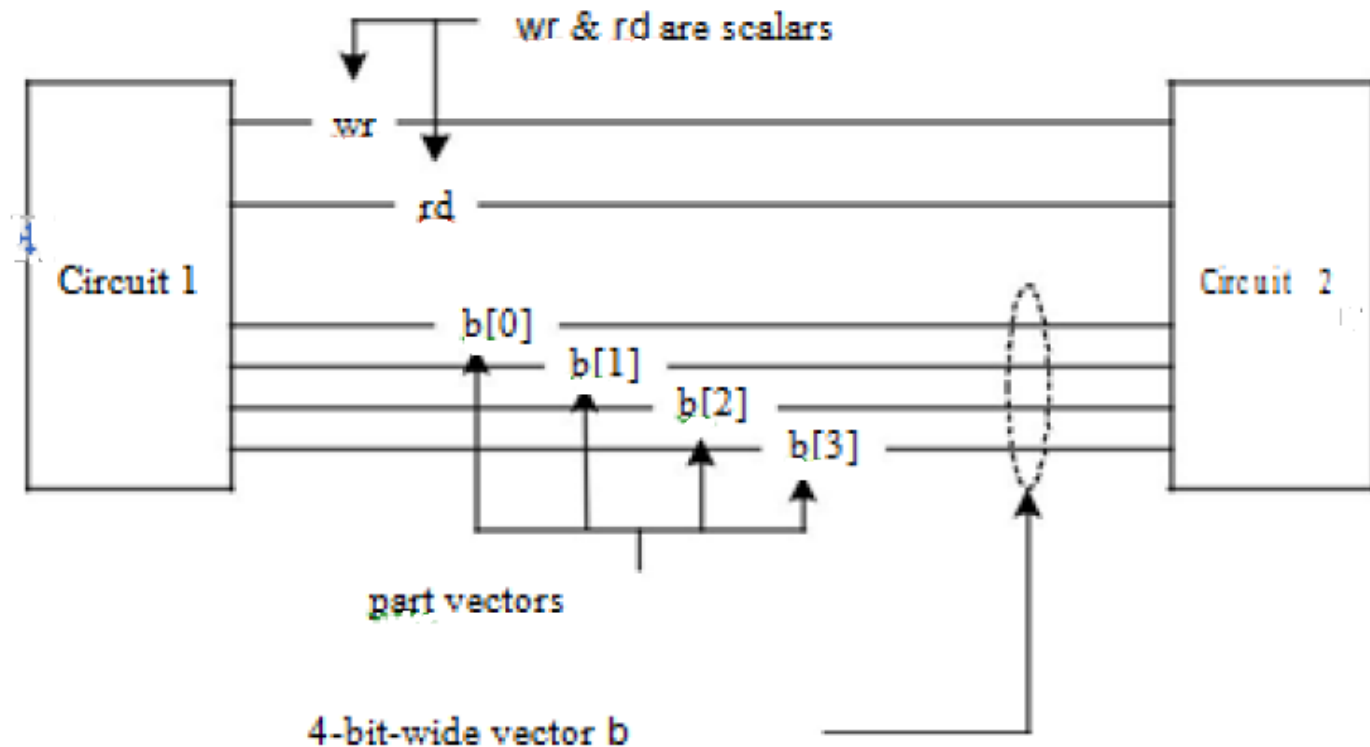 wr & rd are scalars
wr
rd
Circuit 1
Circuit 2
b[0]
b[1]
b[2]
b[3]
part vectors
4-bit-wide vector b